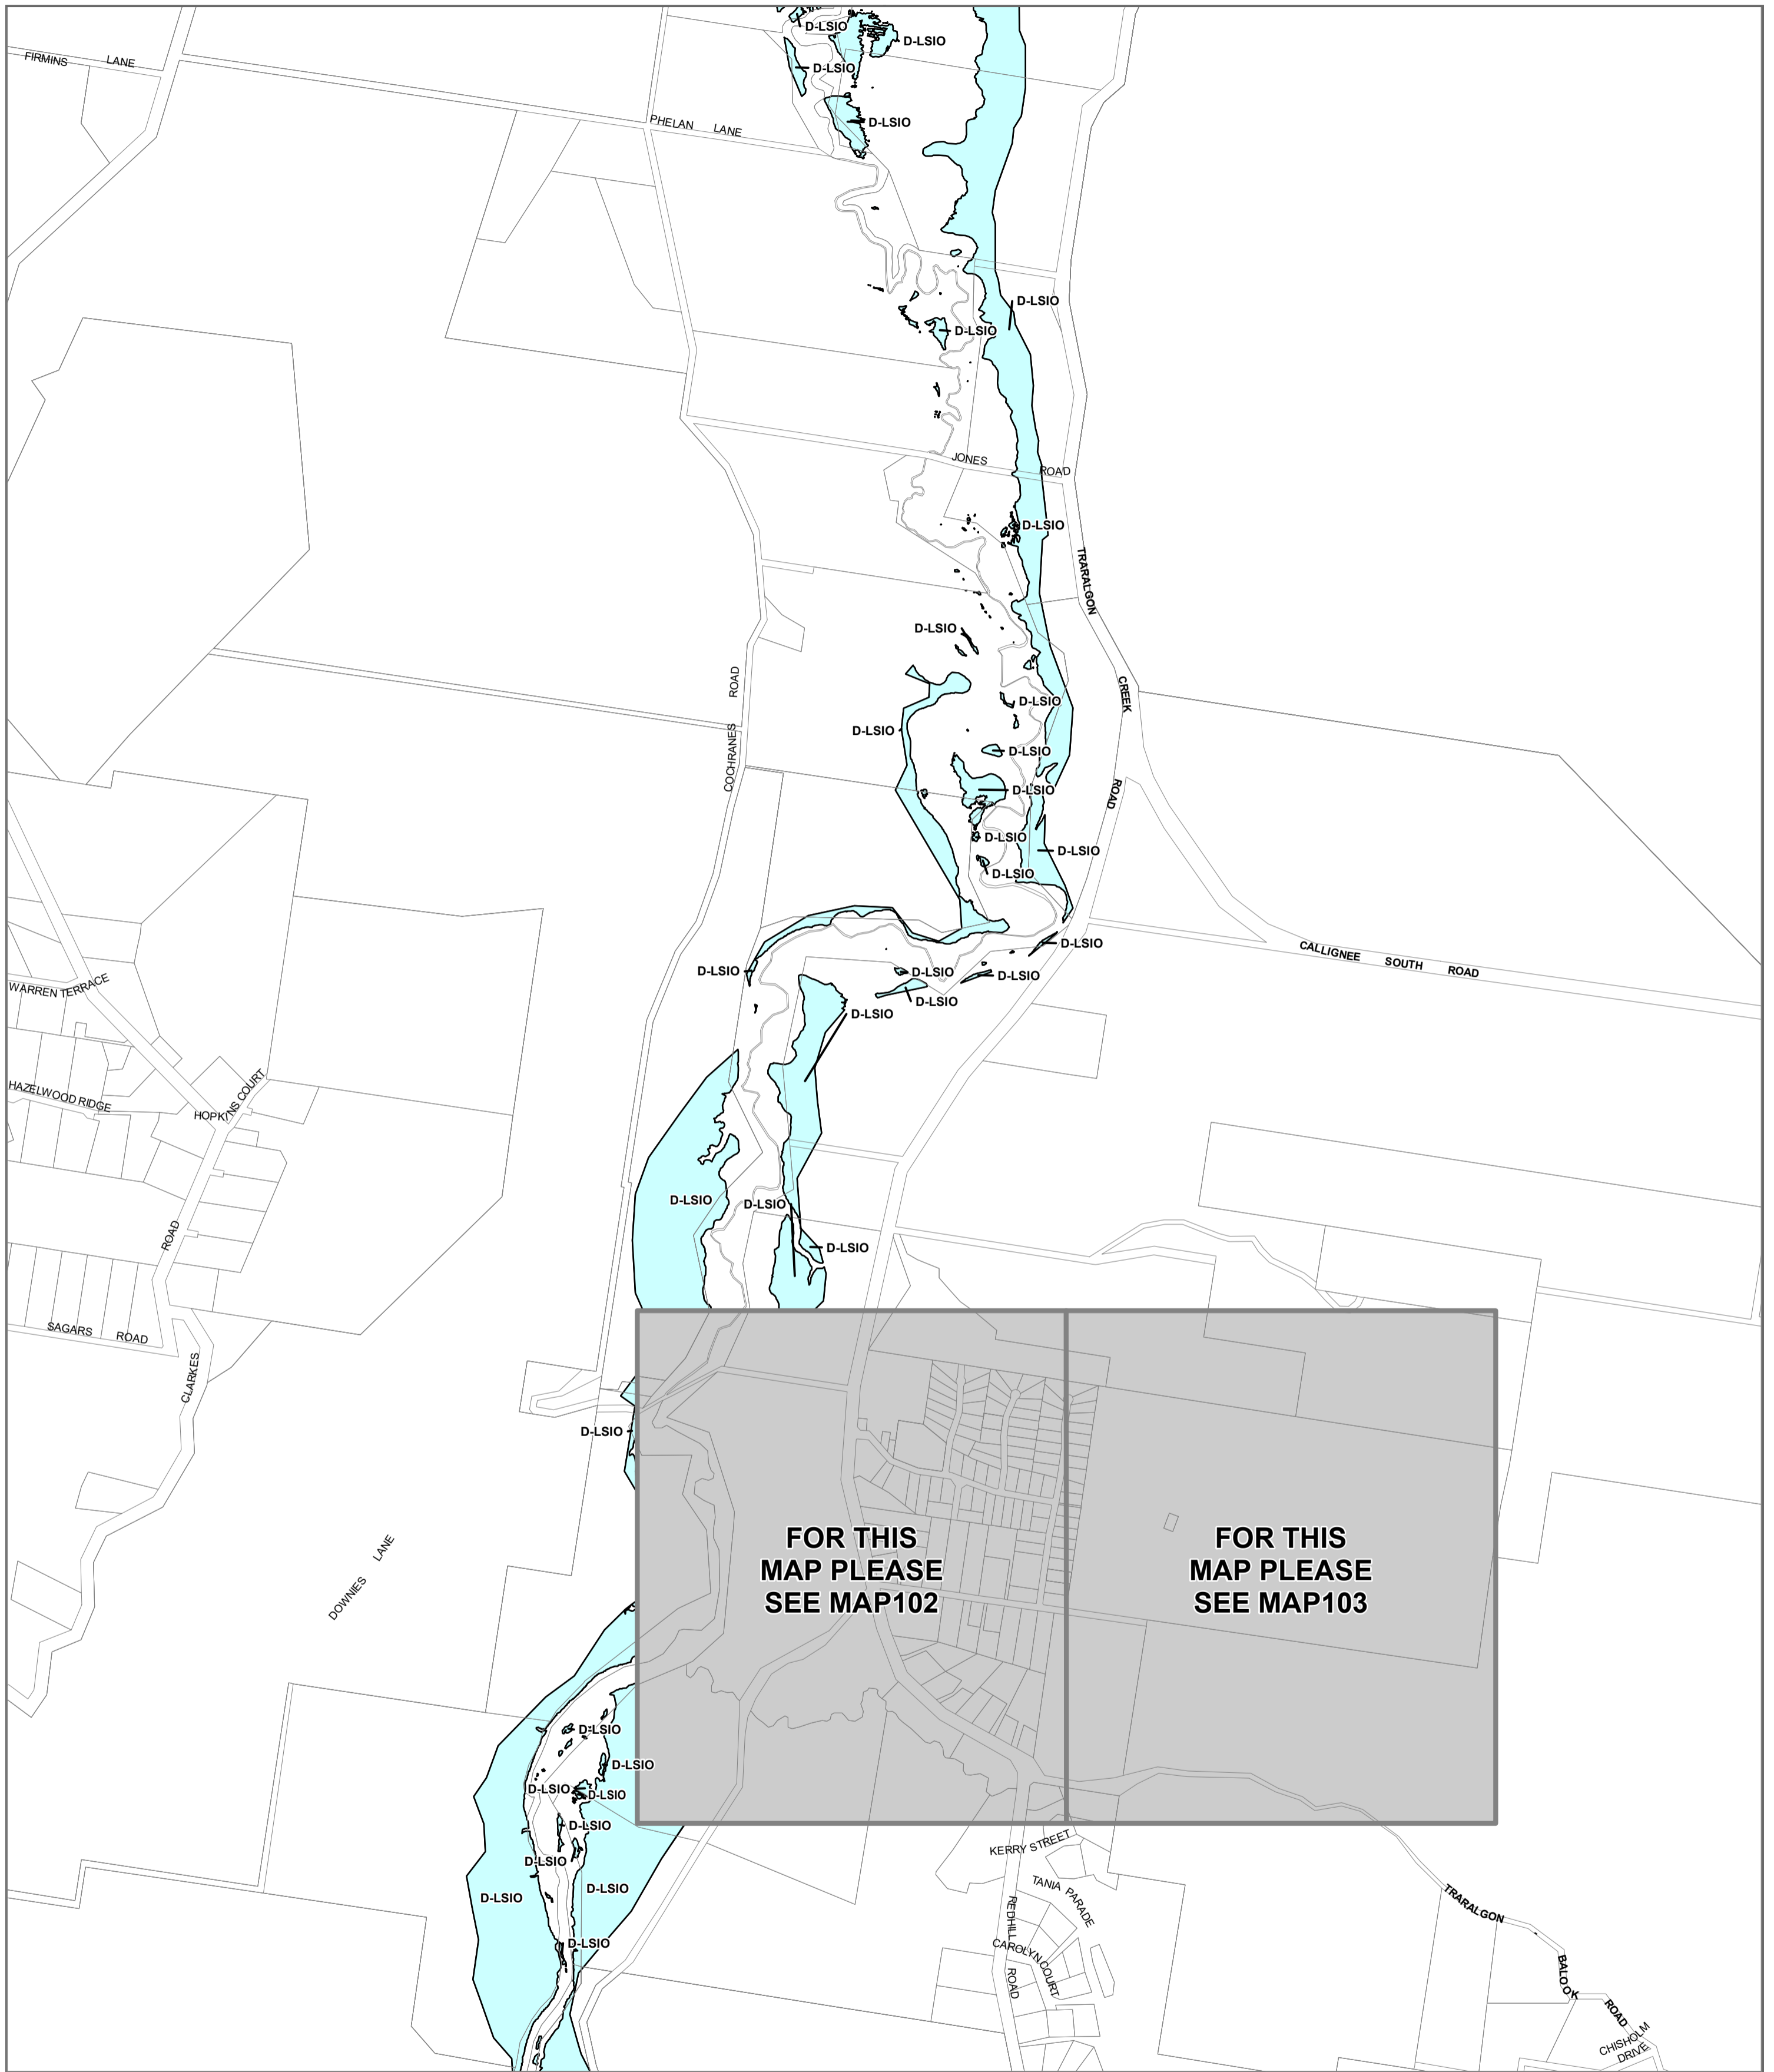 D-LSIO
D-LSIO
FIRMINS LANE
D-LSIO
D-LSIO
PHELAN LANE
D-LSIO
D-LSIO
JONES ROAD
D-LSIO
TRARALGON CREEK ROAD
D-LSIO
COCHRANES ROAD
D-LSIO
D-LSIO
D-LSIO
D-LSIO
D-LSIO
D-LSIO
D-LSIO
D-LSIO
CALLIGNEE SOUTH ROAD
D-LSIO
D-LSIO
D-LSIO
WARREN TERRACE
D-LSIO
D-LSIO
HAZELWOOD RIDGE
HOPKINS COURT
D-LSIO
D-LSIO
D-LSIO
SAGARS ROAD
CLARKES ROAD
D-LSIO
FOR THIS
MAP PLEASE
SEE MAP102
FOR THIS
MAP PLEASE
SEE MAP103
DOWNIES LANE
D-LSIO
D-LSIO
D-LSIO
D-LSIO
D-LSIO
D-LSIO
D-LSIO
D-LSIO
D-LSIO
KERRY STREET
TANIA PARADE
REDHILL ROAD
CAROLYN COURT
TRARALGON BALOOK ROAD
CHISHOLM
DRIVE